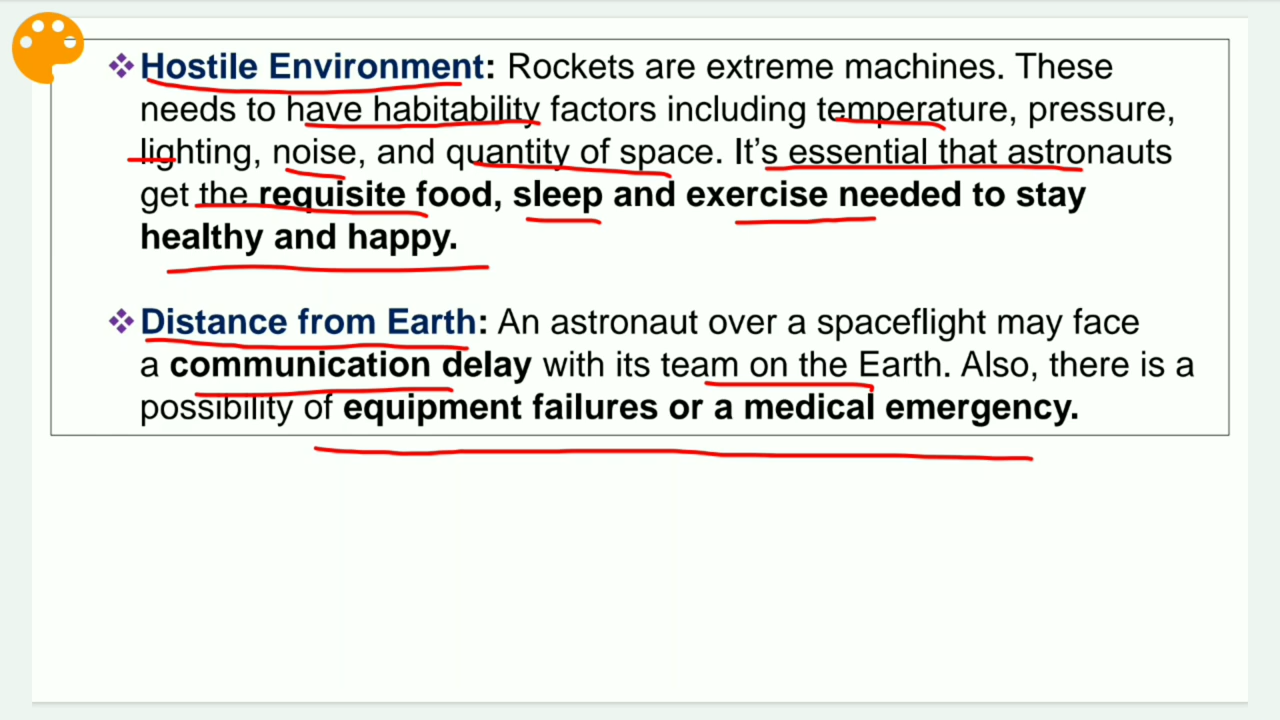 ❖ Hostile Environment: Rockets are extreme machines. These
needs to have habitability factors including temperature, pressure,
lighting, noise, and quantity of space. It’s essential that astronauts
get the requisite food, sleep and exercise needed to stay
healthy and happy.
❖ Distance from Earth: An astronaut over a spaceflight may face
a communication delay with its team on the Earth. Also, there is a
possibility of equipment failures or a medical emergency.